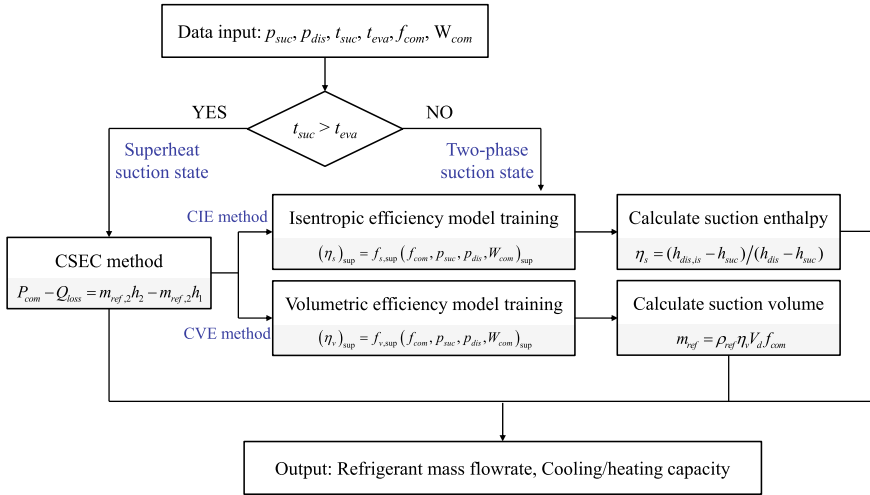 Data input: p_suc, p_dis, t_suc, t_eva, f_com, W_com
YES
t_suc > t_eva
NO
Superheat
suction state
Two-phase
suction state
CIE method
Isentropic efficiency model training
(η_s)_sup = f_s,sup (f_com, p_suc, p_dis, W_com)_sup
Calculate suction enthalpy
η_s = (h_dis,is − h_suc)/(h_dis − h_suc)
CSEC method
P_com − Q_loss = m_ref,2 h_2 − m_ref,2 h_1
Volumetric efficiency model training
(η_v)_sup = f_v,sup (f_com, p_suc, p_dis, W_com)_sup
Calculate suction volume
m_ref = ρ_ref η_v V_d f_com
CVE method
Output: Refrigerant mass flowrate, Cooling/heating capacity